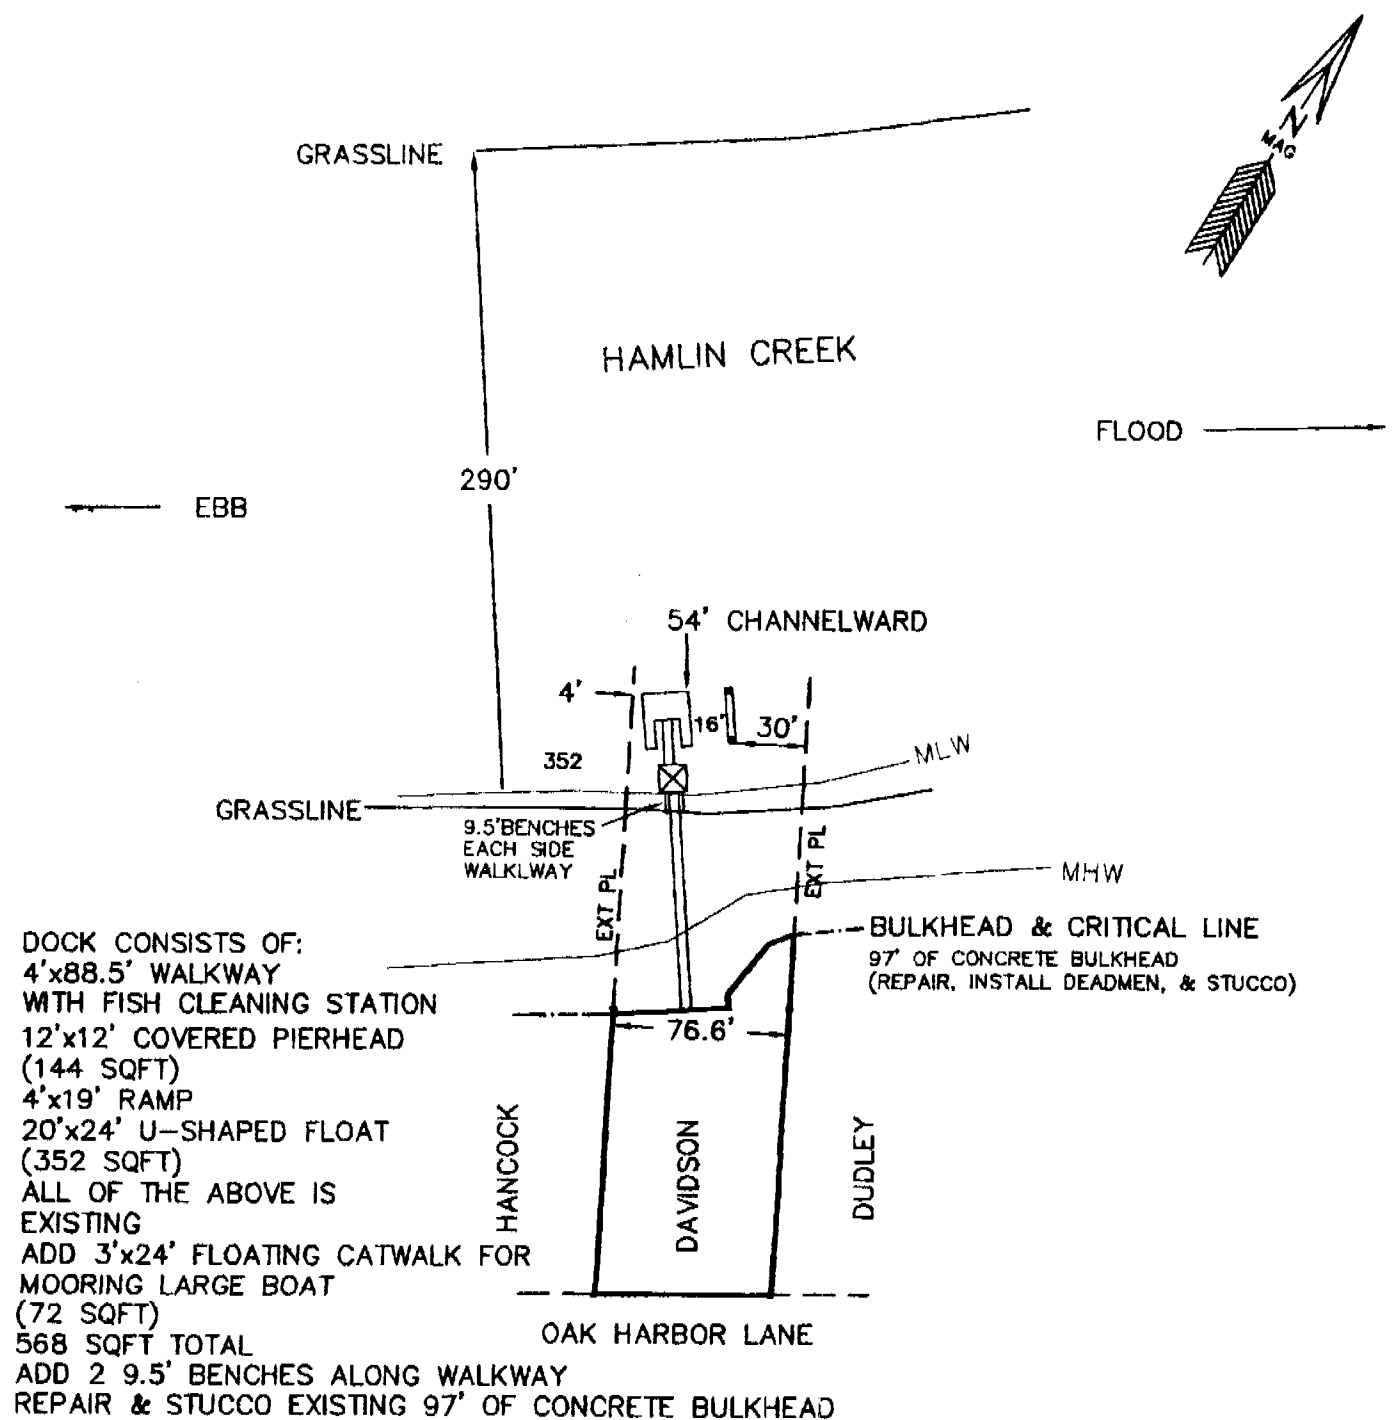 N
MAG
GRASSLINE
HAMLIN CREEK
FLOOD
290'
EBB
54' CHANNELWARD
4'
16'
30'
352
MLW
GRASSLINE
9.5'BENCHES
EACH SIDE
WALKLWAY
EXT PL
EXT PL
MHW
BULKHEAD & CRITICAL LINE
97' OF CONCRETE BULKHEAD
(REPAIR, INSTALL DEADMEN, & STUCCO)
76.6'
HANCOCK
DAVIDSON
DUDLEY
OAK HARBOR LANE
DOCK CONSISTS OF:
4'x88.5' WALKWAY
WITH FISH CLEANING STATION
12'x12' COVERED PIERHEAD
(144 SQFT)
4'x19' RAMP
20'x24' U-SHAPED FLOAT
(352 SQFT)
ALL OF THE ABOVE IS
EXISTING
ADD 3'x24' FLOATING CATWALK FOR
MOORING LARGE BOAT
(72 SQFT)
568 SQFT TOTAL
ADD 2 9.5' BENCHES ALONG WALKWAY
REPAIR & STUCCO EXISTING 97' OF CONCRETE BULKHEAD